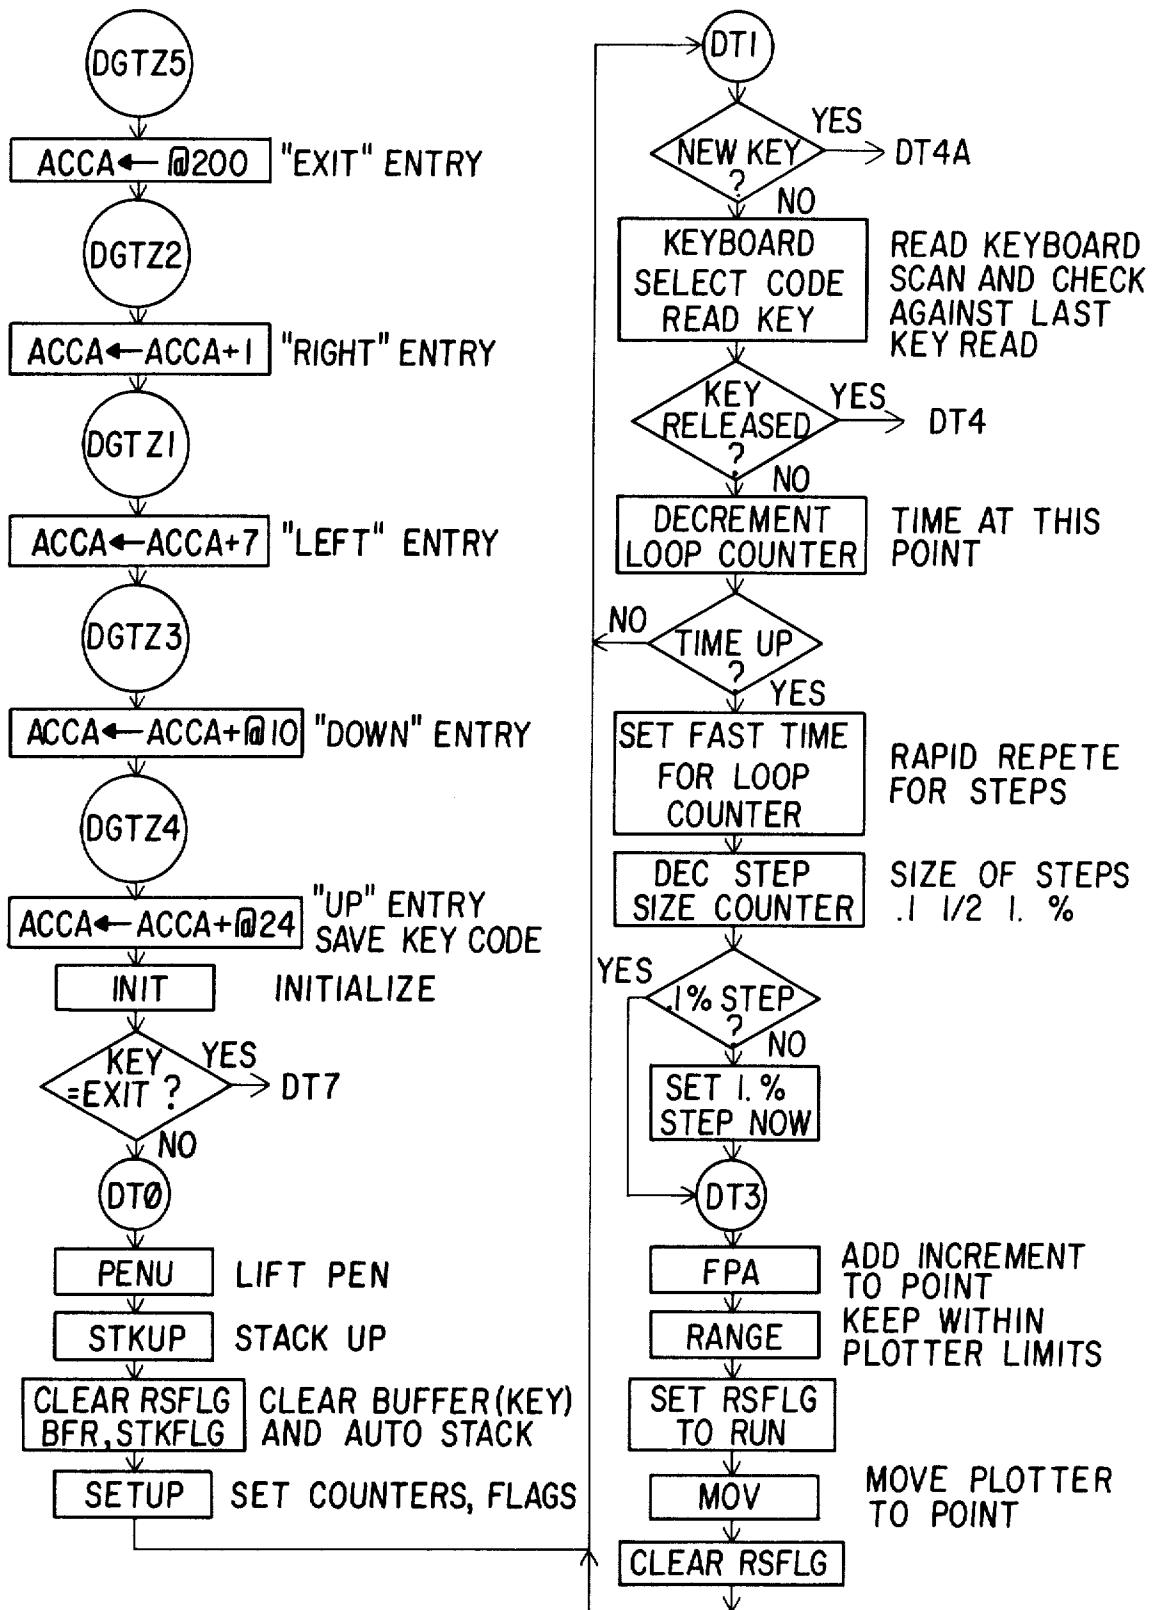 DGTZ5
ACCA← @200 "EXIT" ENTRY
DGTZ2
ACCA←ACCA+1 "RIGHT" ENTRY
DGTZ1
ACCA←ACCA+7 "LEFT" ENTRY
DGTZ3
ACCA← ACCA+@10 "DOWN" ENTRY
DGTZ4
"UP" ENTRY
ACCA← ACCA+@24 SAVE KEY CODE
INIT INITIALIZE
KEY
=EXIT ?
YES
DT7
NO
DTØ
PENU LIFT PEN
STKUP STACK UP
CLEAR RSFLG
BFR,STKFLG
CLEAR BUFFER(KEY)
AND AUTO STACK
SETUP SET COUNTERS, FLAGS
DT1
NEW KEY
?
YES
DT4A
NO
KEYBOARD
SELECT CODE
READ KEY
READ KEYBOARD
SCAN AND CHECK
AGAINST LAST
KEY READ
KEY
RELEASED
?
YES
DT4
NO
DECREMENT
LOOP COUNTER
TIME AT THIS
POINT
NO
TIME UP
?
YES
SET FAST TIME
FOR LOOP
COUNTER
RAPID REPETE
FOR STEPS
DEC STEP
SIZE COUNTER
SIZE OF STEPS
.1 1/2 1. %
YES
.1% STEP
?
NO
SET 1.%
STEP NOW
DT3
FPA
ADD INCREMENT
TO POINT
RANGE
KEEP WITHIN
PLOTTER LIMITS
SET RSFLG
TO RUN
MOV
MOVE PLOTTER
TO POINT
CLEAR RSFLG